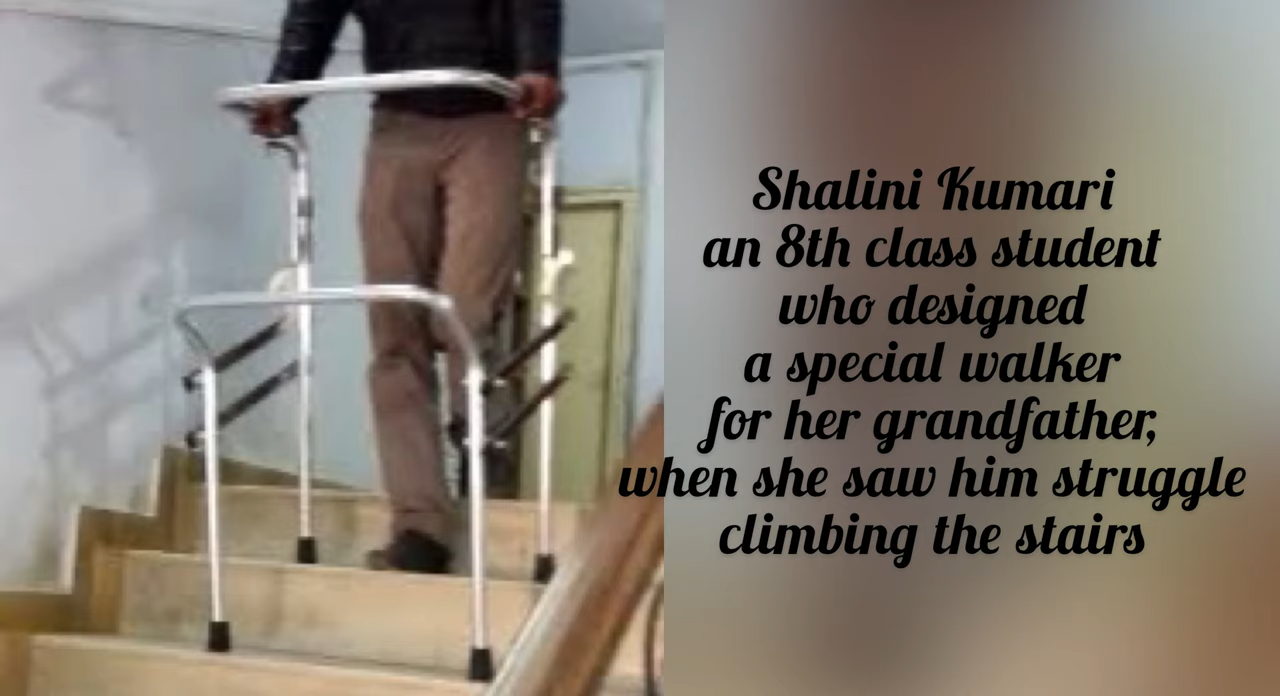 Shalini Kumari
an 8th class student
who designed
a special walker
for her grandfather,
when she saw him struggle
climbing the stairs